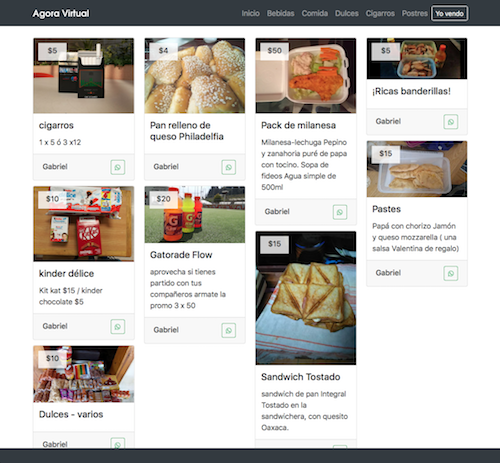 Agora Virtual
Inicio Bebidas Comida Dulces Cigarros Postres Yo vendo
$5
cigarros
1 x 5 ó 3 x12
Gabriel
$10
kinder délice
Kit kat $15 / kinder
chocolate $5
Gabriel
$10
Dulces - varios
Gabriel
$4
Pan relleno de
queso Philadelfia
Gabriel
$20
Gatorade Flow
aprovecha si tienes
partido con tus
compañeros armate la
promo 3 x 50
Gabriel
$50
Pack de milanesa
Milanesa-lechuga Pepino
y zanahoria puré de papa
con tocino. Sopa de
fideos Agua simple de
500ml
Gabriel
$15
Sandwich Tostado
sandwich de pan Integral
Tostado en la
sandwichera, con quesito
Oaxaca.
$5
¡Ricas banderillas!
Gabriel
$15
Pastes
Papá con chorizo Jamón
y queso mozzarella ( una
salsa Valentina de regalo)
Gabriel